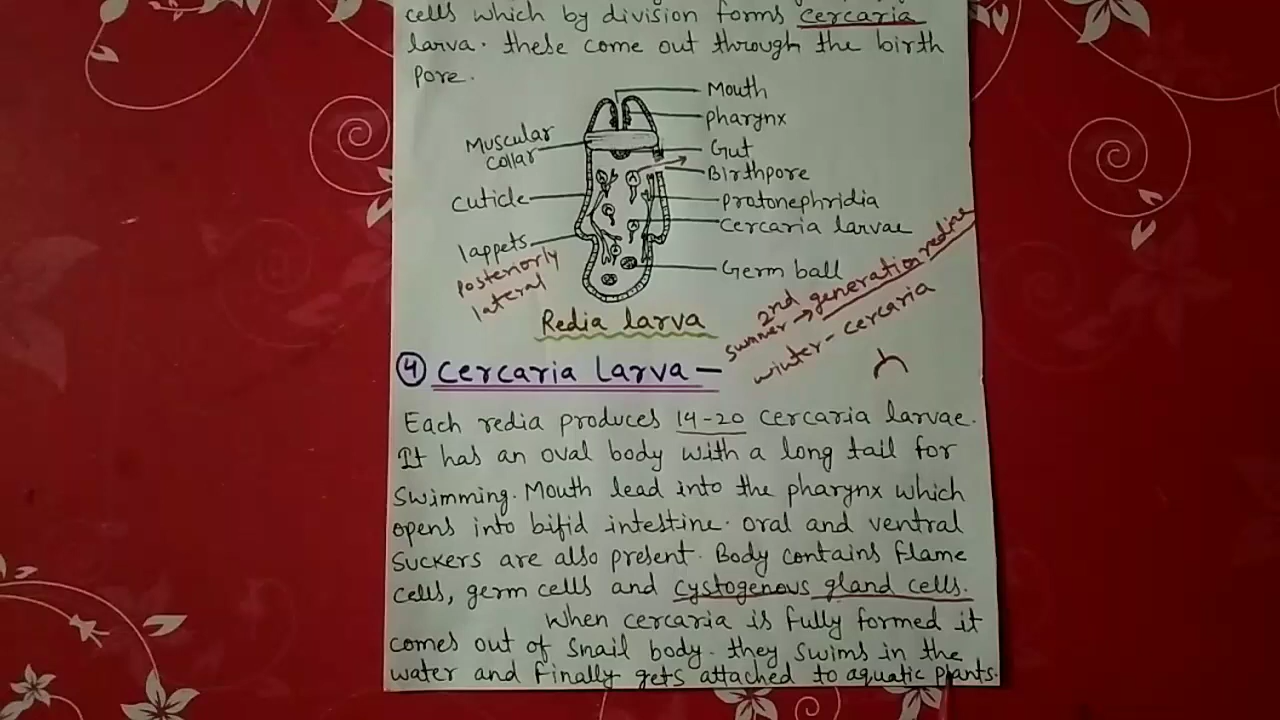 cells which by division forms cercaria
larva. these come out through the birth
pore.
Mouth
pharynx
Muscular
collar
Gut
Birthpore
cuticle
protonephridia
cercaria larvae
lappets
posteriorly
lateral
Germ ball
Redia larva
2nd
summer → generation rediae
winter - cercaria
④ Cercaria Larva -
Each redia produces 14-20 cercaria larvae.
It has an oval body with a long tail for
swimming. Mouth lead into the pharynx which
opens into bifid intestine. oral and ventral
suckers are also present. Body contains flame
cells, germ cells and cystogenous gland cells.
When cercaria is fully formed it
comes out of snail body. they swims in the
water and finally gets attached to aquatic plants.